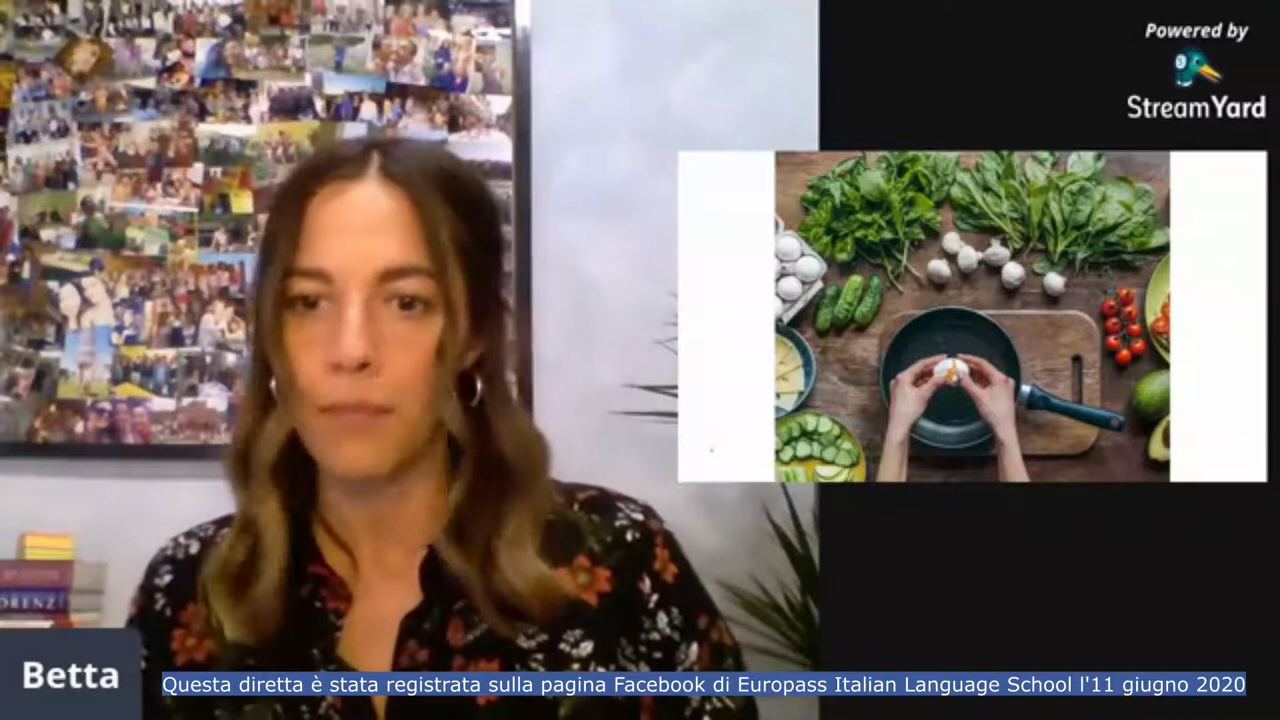 Powered by
StreamYard
ORENZ
Betta
Questa diretta è stata registrata sulla pagina Facebook di Europass Italian Language School l'11 giugno 2020